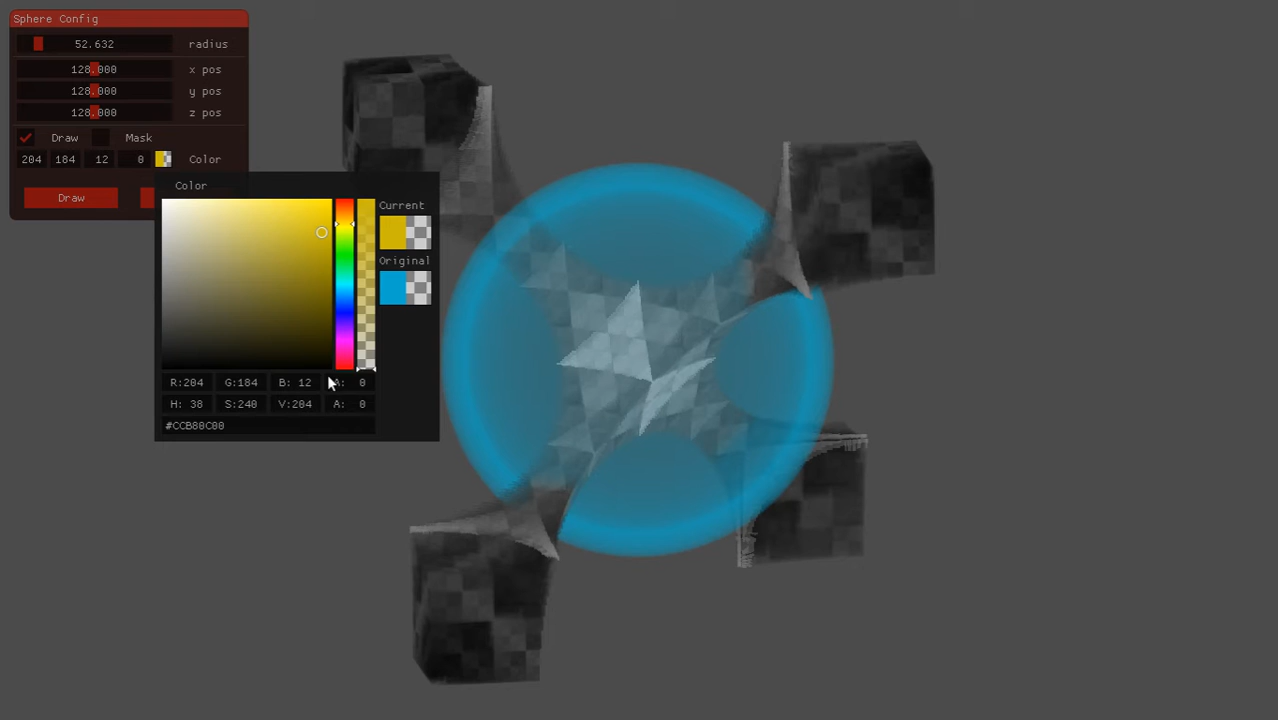 Sphere Config
52.632 radius
128.000 x pos
128.000 y pos
128.000 z pos
Draw Mask
204 184 12 0 Color
Draw
Color
Current
Original
R:204 G:184 B: 12 A: 0
H: 38 S:240 V:204 A: 0
#CCB80C00